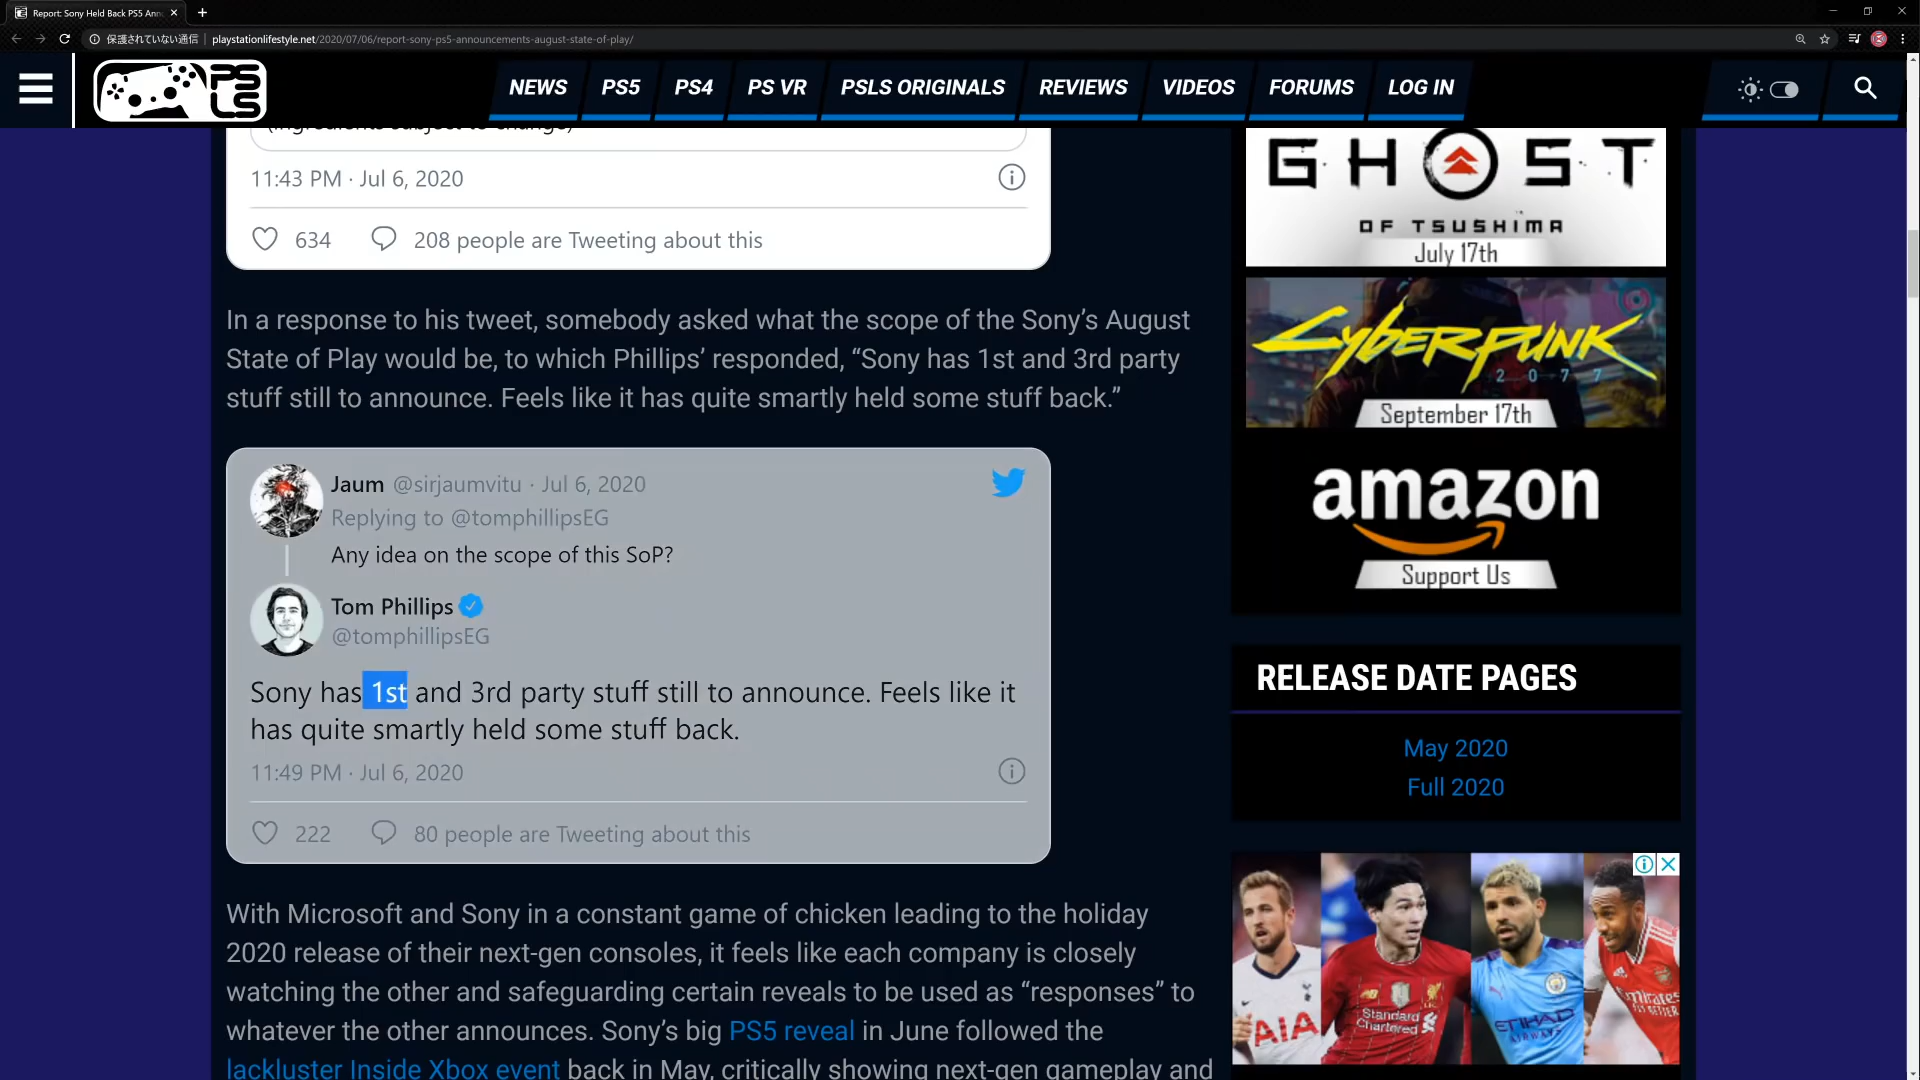 Report: Sony Held Back PS5 Ann
保護されていない通信 | playstationlifestyle.net/2020/07/06/report-sony-ps5-announcements-august-state-of-play/
PS
LS
NEWS PS5 PS4 PS VR PSLS ORIGINALS REVIEWS VIDEOS FORUMS LOG IN
(ingredients subject to change)
11:43 PM · Jul 6, 2020
634 208 people are Tweeting about this
In a response to his tweet, somebody asked what the scope of the Sony’s August
State of Play would be, to which Phillips’ responded, “Sony has 1st and 3rd party
stuff still to announce. Feels like it has quite smartly held some stuff back.”
Jaum @sirjaumvitu · Jul 6, 2020
Replying to @tomphillipsEG
Any idea on the scope of this SoP?
Tom Phillips
@tomphillipsEG
Sony has 1st and 3rd party stuff still to announce. Feels like it
has quite smartly held some stuff back.
11:49 PM · Jul 6, 2020
222 80 people are Tweeting about this
With Microsoft and Sony in a constant game of chicken leading to the holiday
2020 release of their next-gen consoles, it feels like each company is closely
watching the other and safeguarding certain reveals to be used as “responses” to
whatever the other announces. Sony’s big PS5 reveal in June followed the
lackluster Inside Xbox event back in May, critically showing next-gen gameplay and
GHOST
OF TSUSHIMA
July 17th
Cyberpunk
2077
September 17th
amazon
Support Us
RELEASE DATE PAGES
May 2020
Full 2020
AIA
Standard
Chartered
ETIHAD
AIRWAYS
Emirates